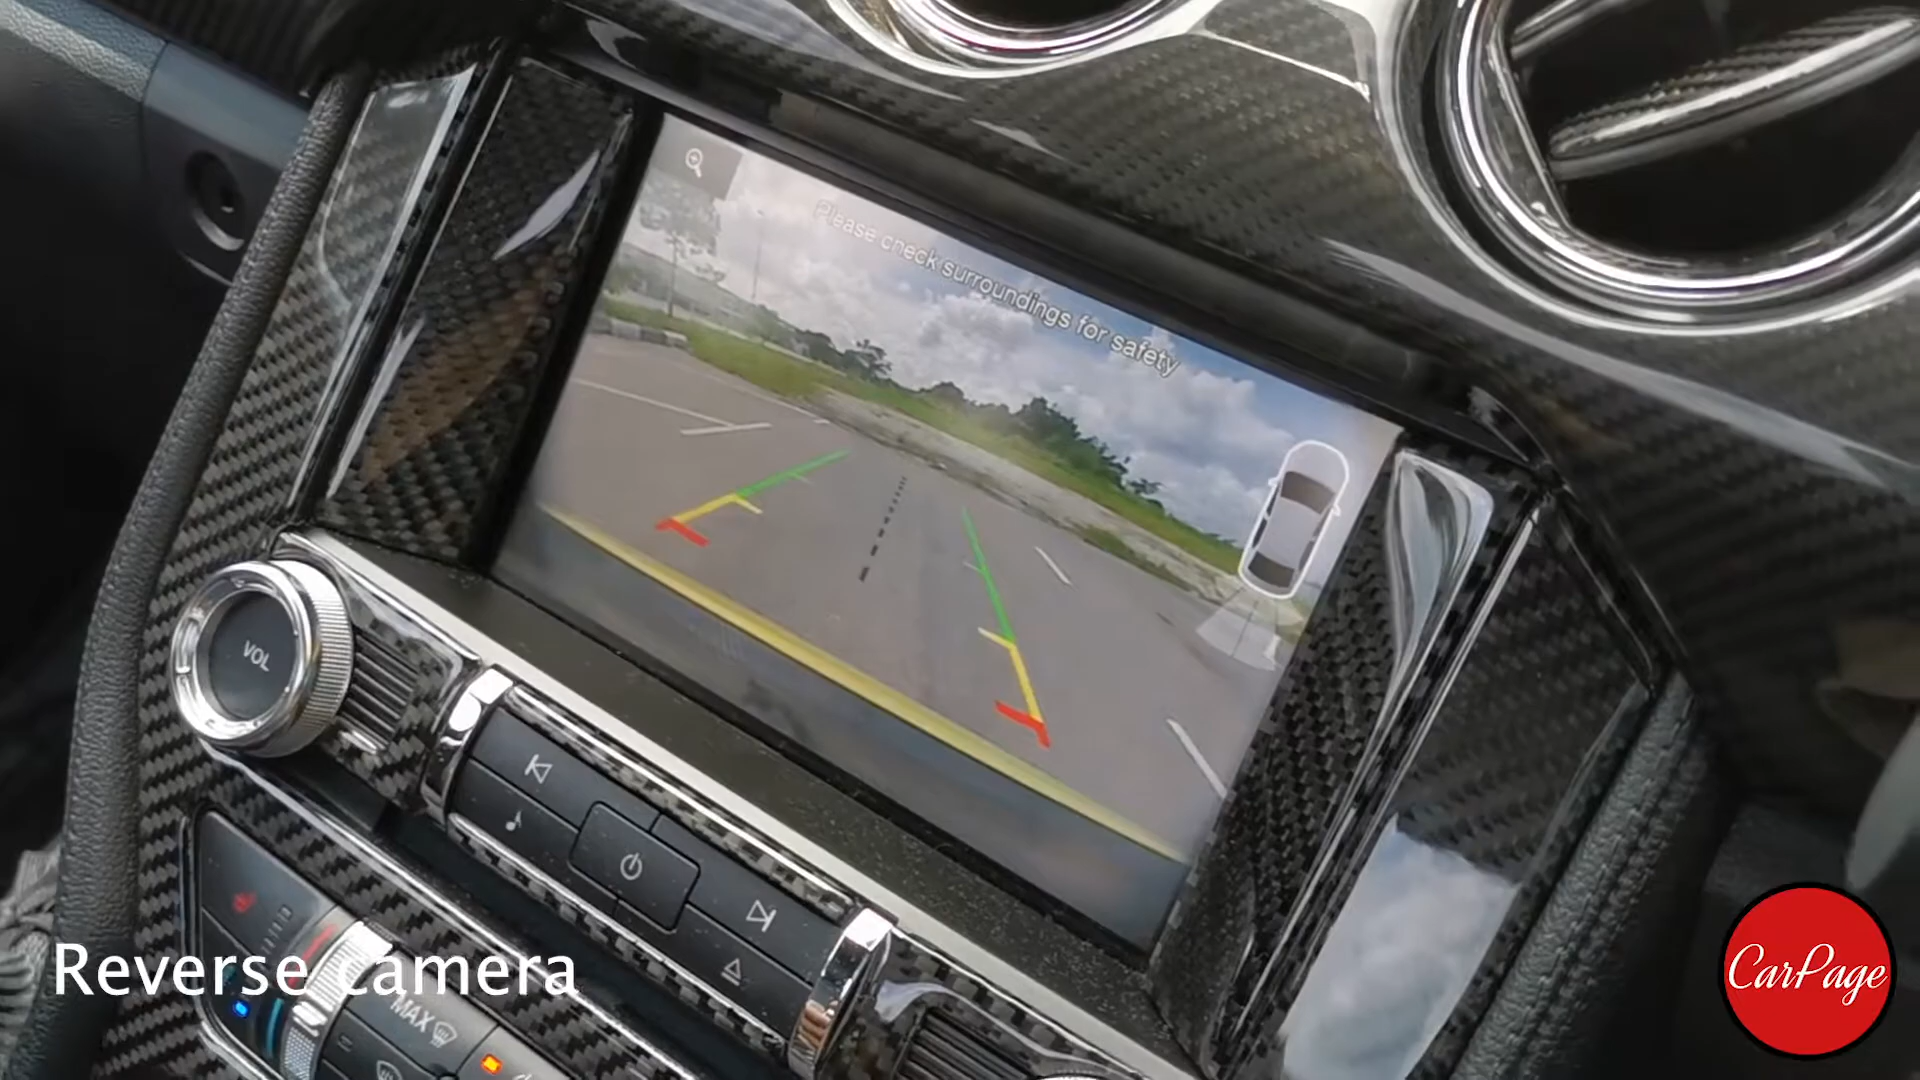 Please check surroundings for safety
VOL
MAX
Reverse camera
CarPage